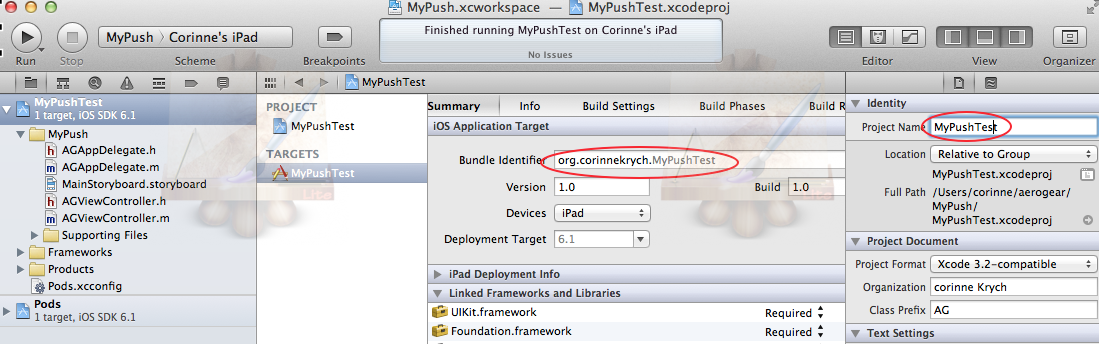 MyPush.xcworkspace — MyPushTest.xcodeproj
Run
Stop
MyPush 〉 Corinne's iPad
Scheme
Breakpoints
Finished running MyPushTest on Corinne's iPad
No Issues
Editor
View
Organizer
MyPushTest
1 target, iOS SDK 6.1
MyPush
AGAppDelegate.h
AGAppDelegate.m
MainStoryboard.storyboard
AGViewController.h
AGViewController.m
Supporting Files
Frameworks
Products
Pods.xcconfig
Pods
1 target, iOS SDK 6.1
MyPushTest
PROJECT
MyPushTest
TARGETS
MyPushTest
Summary Info Build Settings Build Phases Build R
iOS Application Target
Bundle Identifier org.corinnekrych.MyPushTest
Version 1.0 Build 1.0
Devices iPad
Deployment Target 6.1
iPad Deployment Info
Linked Frameworks and Libraries
UIKit.framework Required
Foundation.framework Required
Identity
Project Name MyPushTest
Location Relative to Group
MyPushTest.xcodeproj
Full Path /Users/corinne/aerogear/
MyPush/
MyPushTest.xcodeproj
Project Document
Project Format Xcode 3.2-compatible
Organization corinne Krych
Class Prefix AG
Text Settings